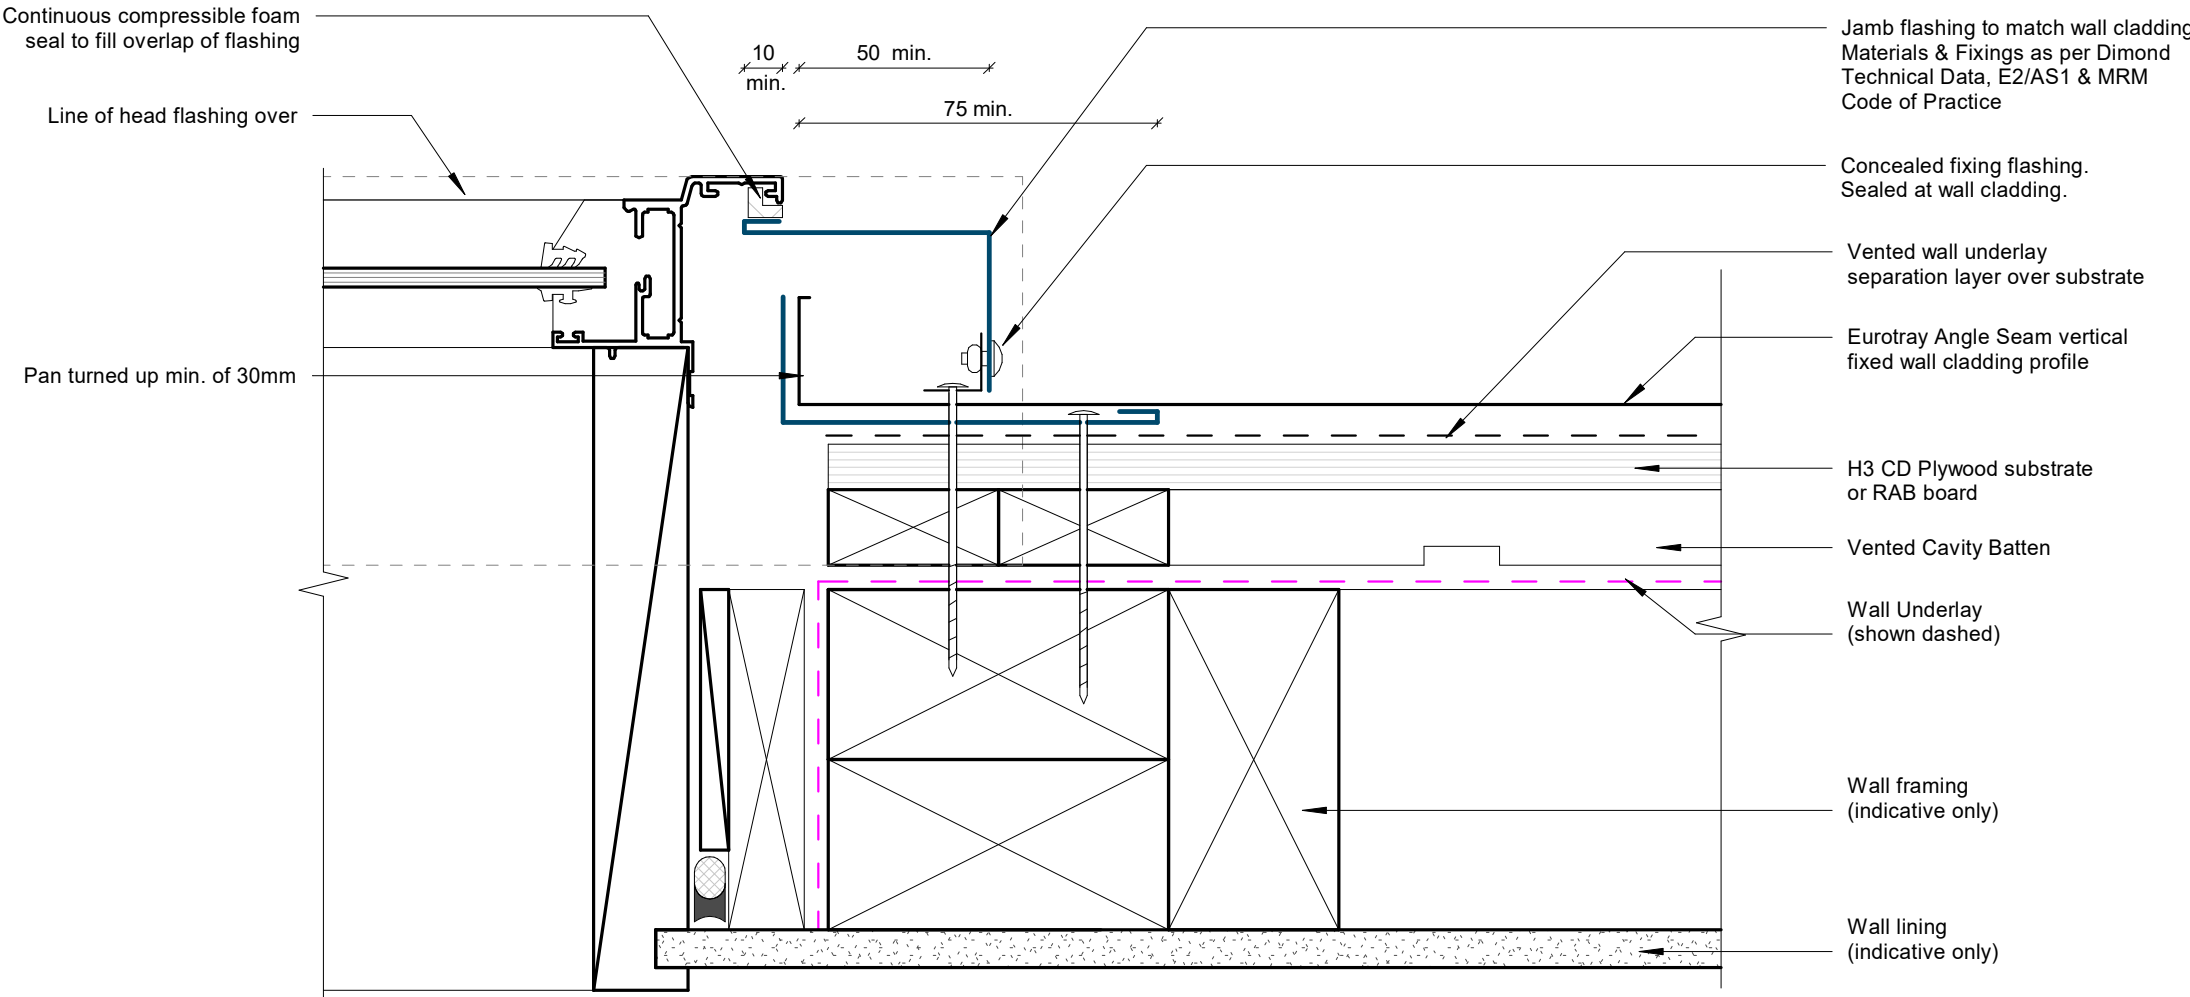 Continuous compressible foam
seal to fill overlap of flashing
Line of head flashing over
Pan turned up min. of 30mm
10
min.
50 min.
75 min.
Jamb flashing to match wall cladding
Materials & Fixings as per Dimond
Technical Data, E2/AS1 & MRM
Code of Practice
Concealed fixing flashing.
Sealed at wall cladding.
Vented wall underlay
separation layer over substrate
Eurotray Angle Seam vertical
fixed wall cladding profile
H3 CD Plywood substrate
or RAB board
Vented Cavity Batten
Wall Underlay
(shown dashed)
Wall framing
(indicative only)
Wall lining
(indicative only)